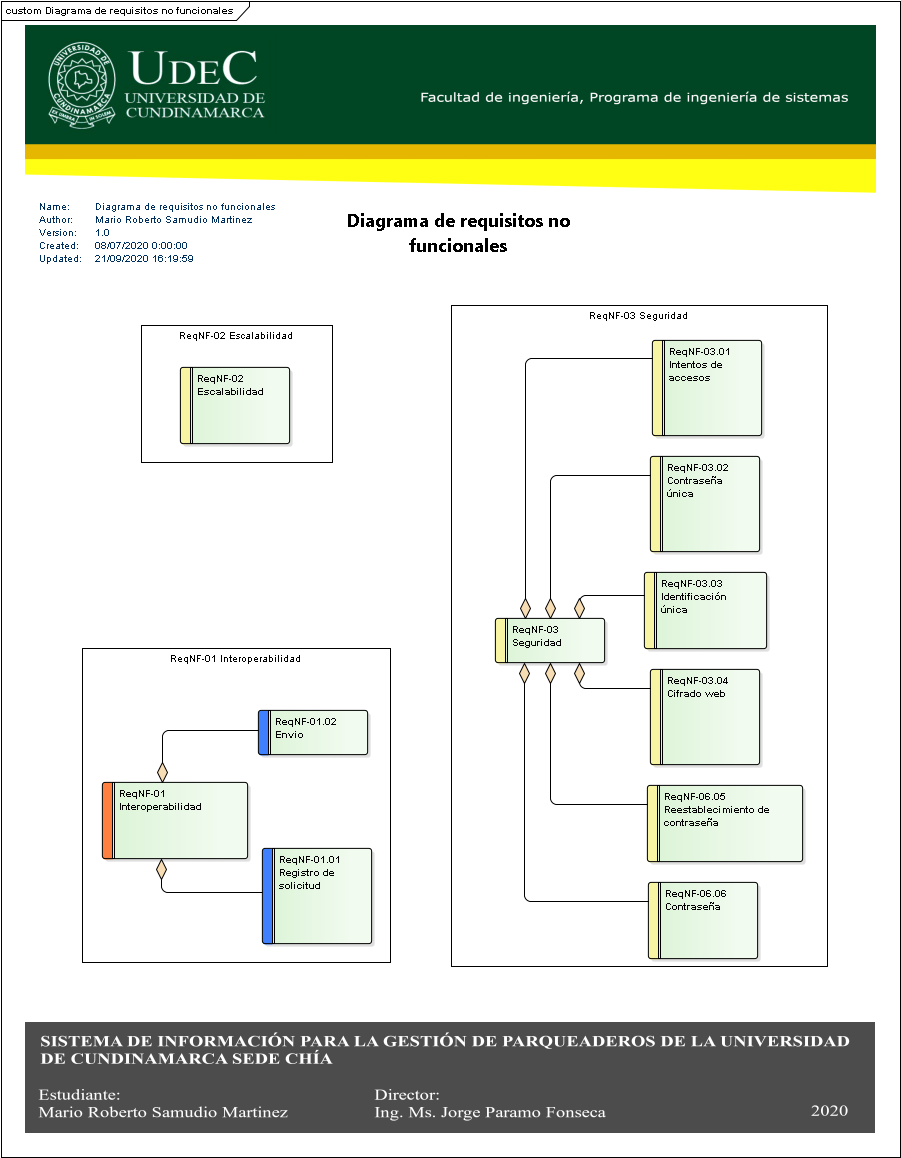 custom Diagrama de requisitos no funcionales
UNIVERSIDAD DE
CUNDINAMARCA
UDEC
UNIVERSIDAD DE
CUNDINAMARCA
Facultad de ingeniería, Programa de ingeniería de sistemas
Name: Diagrama de requisitos no funcionales
Author: Mario Roberto Samudio Martinez
Version: 1.0
Created: 08/07/2020 0:00:00
Updated: 21/09/2020 16:19:59
Diagrama de requisitos no
funcionales
ReqNF-02 Escalabilidad
ReqNF-02
Escalabilidad
ReqNF-03 Seguridad
ReqNF-03.01
Intentos de
accesos
ReqNF-03.02
Contraseña
única
ReqNF-03.03
Identificación
única
ReqNF-03
Seguridad
ReqNF-03.04
Cifrado web
ReqNF-06.05
Reestablecimiento de
contraseña
ReqNF-06.06
Contraseña
ReqNF-01 Interoperabilidad
ReqNF-01.02
Envio
ReqNF-01
Interoperabilidad
ReqNF-01.01
Registro de
solicitud
SISTEMA DE INFORMACIÓN PARA LA GESTIÓN DE PARQUEADEROS DE LA UNIVERSIDAD
DE CUNDINAMARCA SEDE CHÍA
Estudiante:
Mario Roberto Samudio Martinez
Director:
Ing. Ms. Jorge Paramo Fonseca
2020